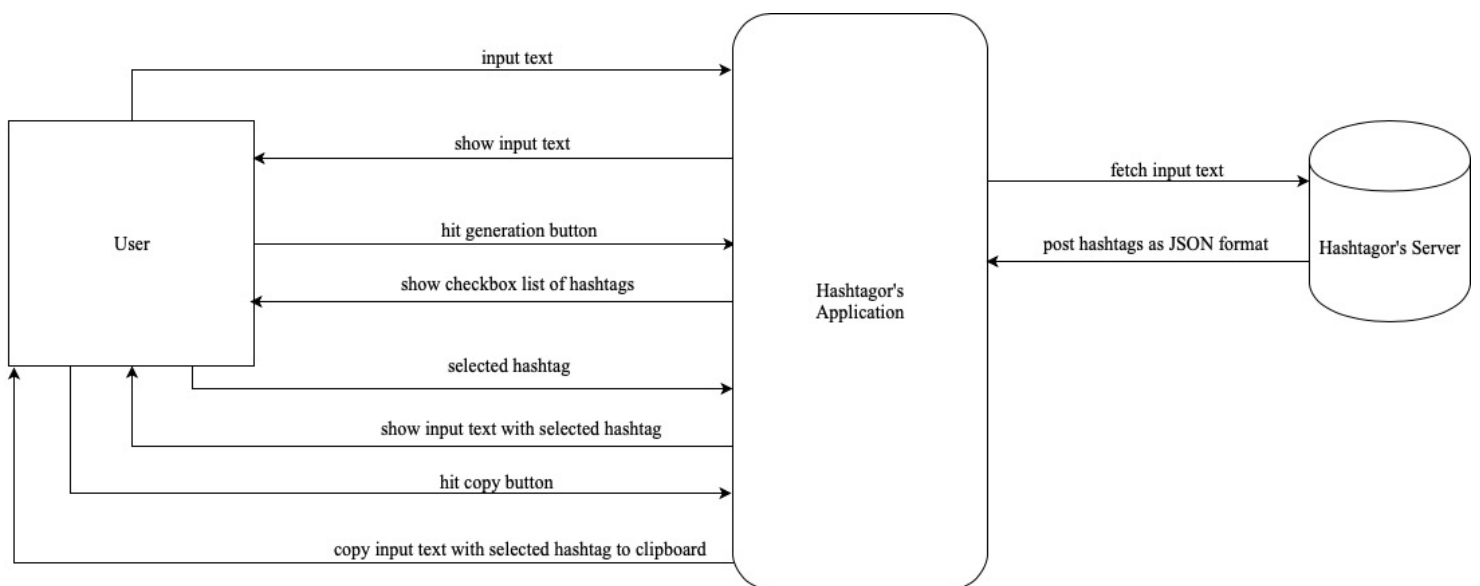 input text
show input text
fetch input text
hit generation button
User
post hashtags as JSON format
Hashtagor's Server
show checkbox list of hashtags
Hashtagor's
Application
selected hashtag
show input text with selected hashtag
hit copy button
copy input text with selected hashtag to clipboard